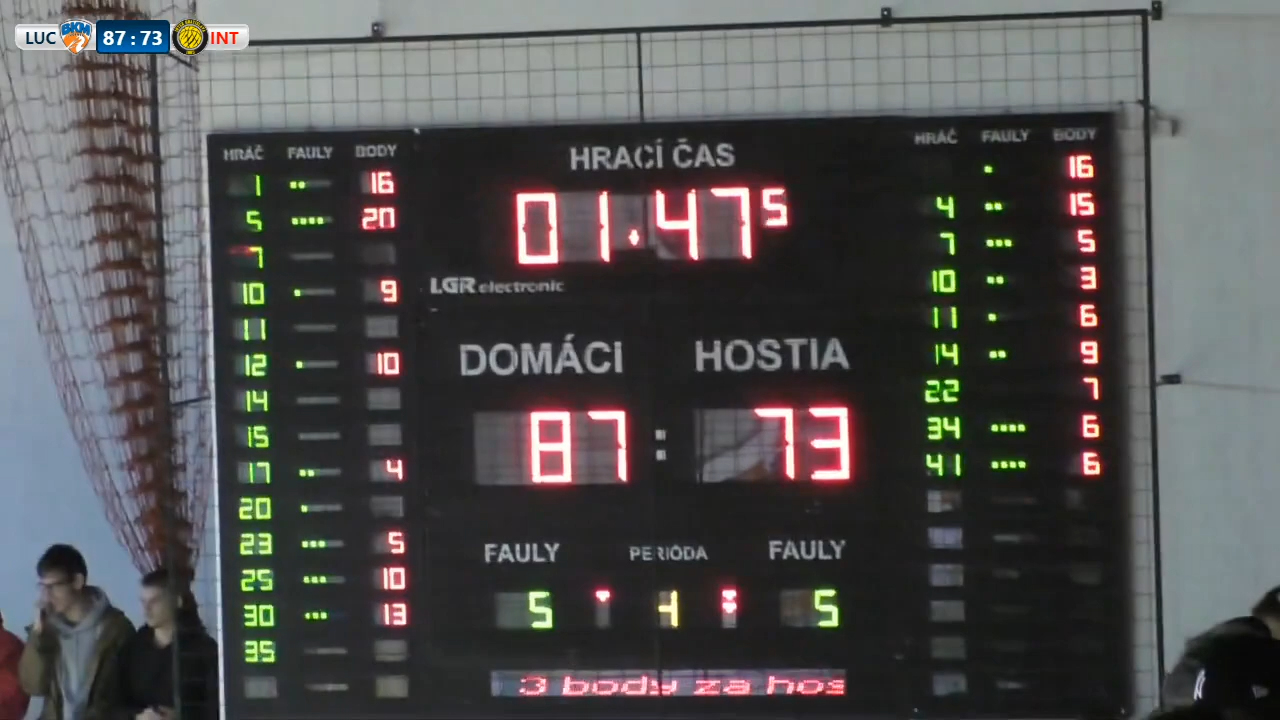 LUC BKM 87 : 73 INT
HRÁČ FAULY BODY
1 16
5 20
7
10 9
11
12 10
14
15
17 4
20
23 5
25 10
30 13
35
HRACÍ ČAS
01.47 5
LGR electronic
DOMÁCI HOSTIA
87 : 73
FAULY PERIÓDA FAULY
5 4 5
3 body za hos
HRÁČ FAULY BODY
16
4 15
7 5
10 3
11 6
14 9
22 7
34 6
41 6